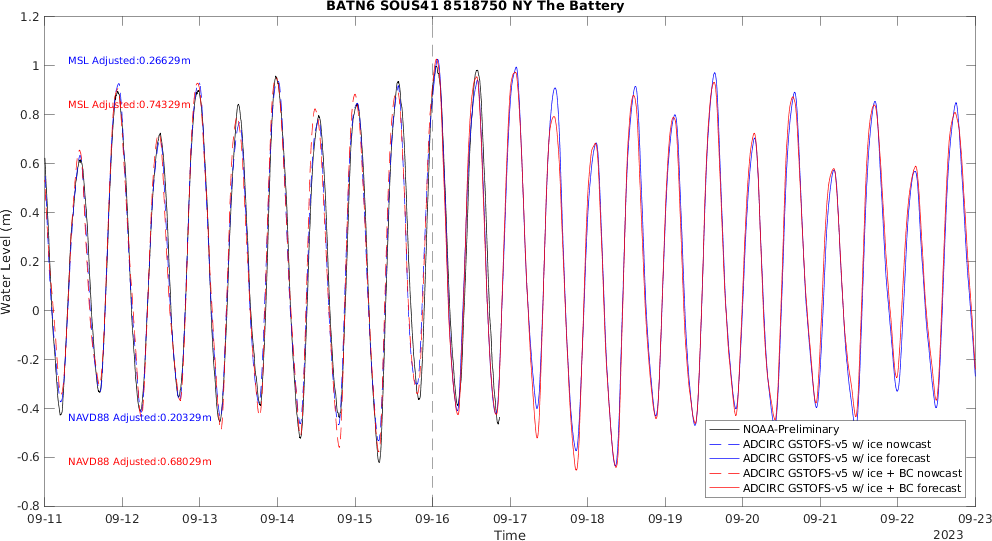 BATN6 SOUS41 8518750 NY The Battery
1.2
1
0.8
0.6
0.4
0.2
0
-0.2
-0.4
-0.6
-0.8
Water Level (m)
MSL Adjusted:0.26629m
MSL Adjusted:0.74329m
NAVD88 Adjusted:0.20329m
NAVD88 Adjusted:0.68029m
NOAA-Preliminary
ADCIRC GSTOFS-v5 w/ ice nowcast
ADCIRC GSTOFS-v5 w/ ice forecast
ADCIRC GSTOFS-v5 w/ ice + BC nowcast
ADCIRC GSTOFS-v5 w/ ice + BC forecast
09-11 09-12 09-13 09-14 09-15 09-16 09-17 09-18 09-19 09-20 09-21 09-22 09-23
Time
2023